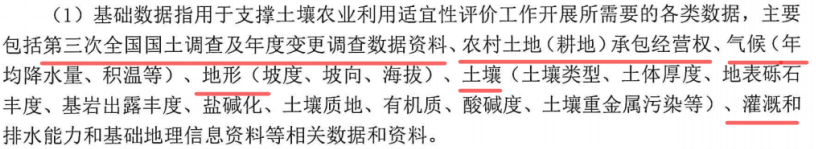 （1）基础数据指用于支撑土壤农业利用适宜性评价工作开展所需要的各类数据，主要
包括第三次全国国土调查及年度变更调查数据资料、农村土地（耕地）承包经营权、气候（年
均降水量、积温等）、地形（坡度、坡向、海拔）、土壤（土壤类型、土体厚度、地表砾石
丰度、基岩出露丰度、盐碱化、土壤质地、有机质、酸碱度、土壤重金属污染等）、灌溉和
排水能力和基础地理信息资料等相关数据和资料。